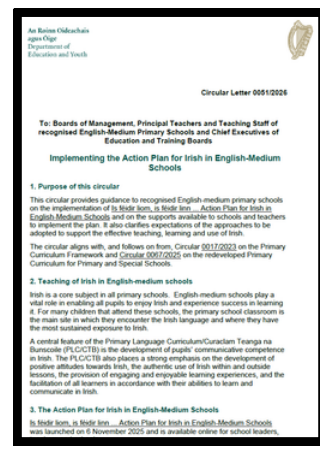 An Roinn Oideachais
agus Óige
Department of
Education and Youth
Circular Letter 0051/2026
To: Boards of Management, Principal Teachers and Teaching Staff of
recognised English-Medium Primary Schools and Chief Executives of
Education and Training Boards
Implementing the Action Plan for Irish in English-Medium
Schools
1. Purpose of this circular
This circular provides guidance to recognised English-medium primary schools
on the implementation of Is féidir liom, is féidir linn ... Action Plan for Irish in
English-Medium Schools and on the supports available to schools and teachers
to implement the plan. It also clarifies expectations of the approaches to be
adopted to support the effective teaching, learning and use of Irish.
The circular aligns with, and follows on from, Circular 0017/2023 on the Primary
Curriculum Framework and Circular 0067/2025 on the redeveloped Primary
Curriculum for Primary and Special Schools.
2. Teaching of Irish in English-medium schools
Irish is a core subject in all primary schools. English-medium schools play a
vital role in enabling all pupils to enjoy Irish and experience success in learning
it. For many children that attend these schools, the primary school classroom is
the main site in which they encounter the Irish language and where they have
the most sustained exposure to Irish.
A central feature of the Primary Language Curriculum/Curaclam Teanga na
Bunscoile (PLC/CTB) is the development of pupils' communicative competence
in Irish. The PLC/CTB also places a strong emphasis on the development of
positive attitudes towards Irish, the authentic use of Irish within and outside
lessons, the provision of engaging and enjoyable learning experiences, and the
facilitation of all learners in accordance with their abilities to learn and
communicate in Irish.
3. The Action Plan for Irish in English-Medium Schools
Is féidir liom, is féidir linn ... Action Plan for Irish in English-Medium Schools
was launched on 6 November 2025 and is available online for school leaders,